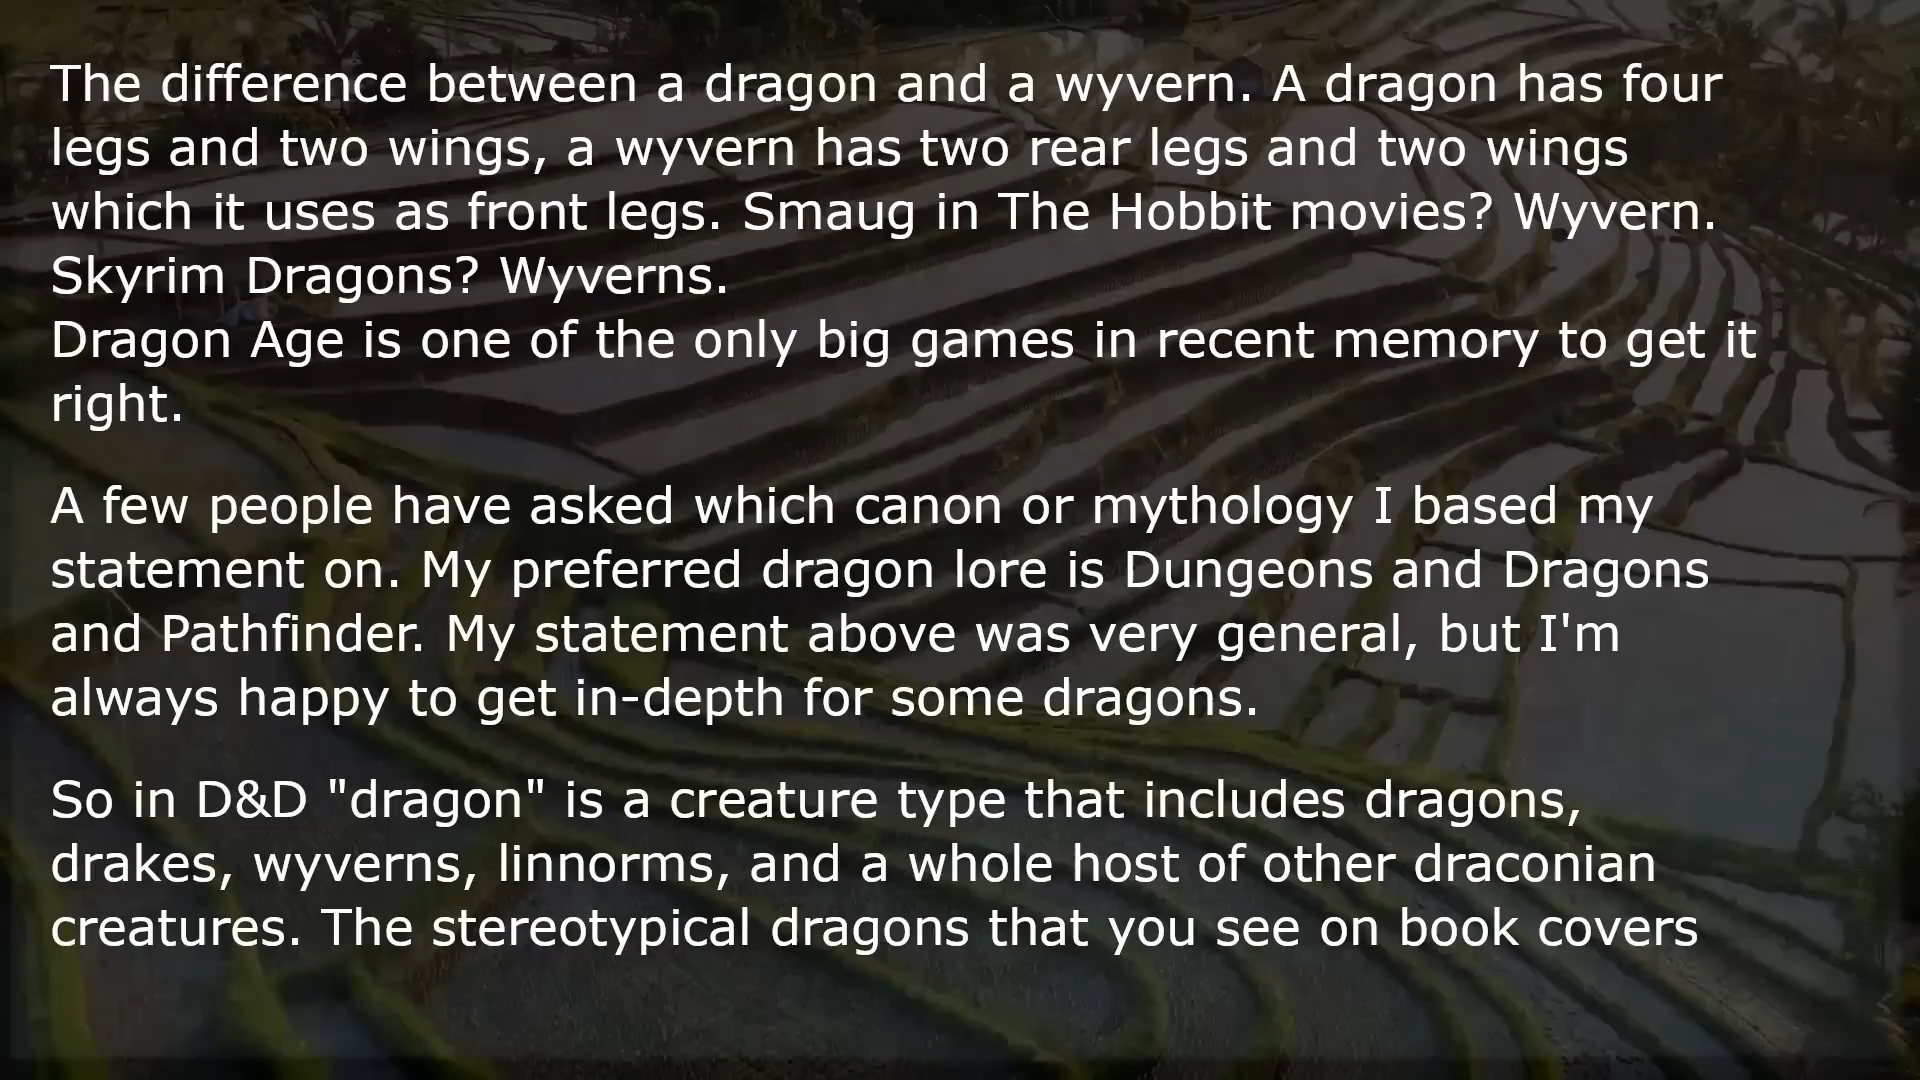 The difference between a dragon and a wyvern. A dragon has four
legs and two wings, a wyvern has two rear legs and two wings
which it uses as front legs. Smaug in The Hobbit movies? Wyvern.
Skyrim Dragons? Wyverns.
Dragon Age is one of the only big games in recent memory to get it
right.
A few people have asked which canon or mythology I based my
statement on. My preferred dragon lore is Dungeons and Dragons
and Pathfinder. My statement above was very general, but I'm
always happy to get in-depth for some dragons.
So in D&D "dragon" is a creature type that includes dragons,
drakes, wyverns, linnorms, and a whole host of other draconian
creatures. The stereotypical dragons that you see on book covers